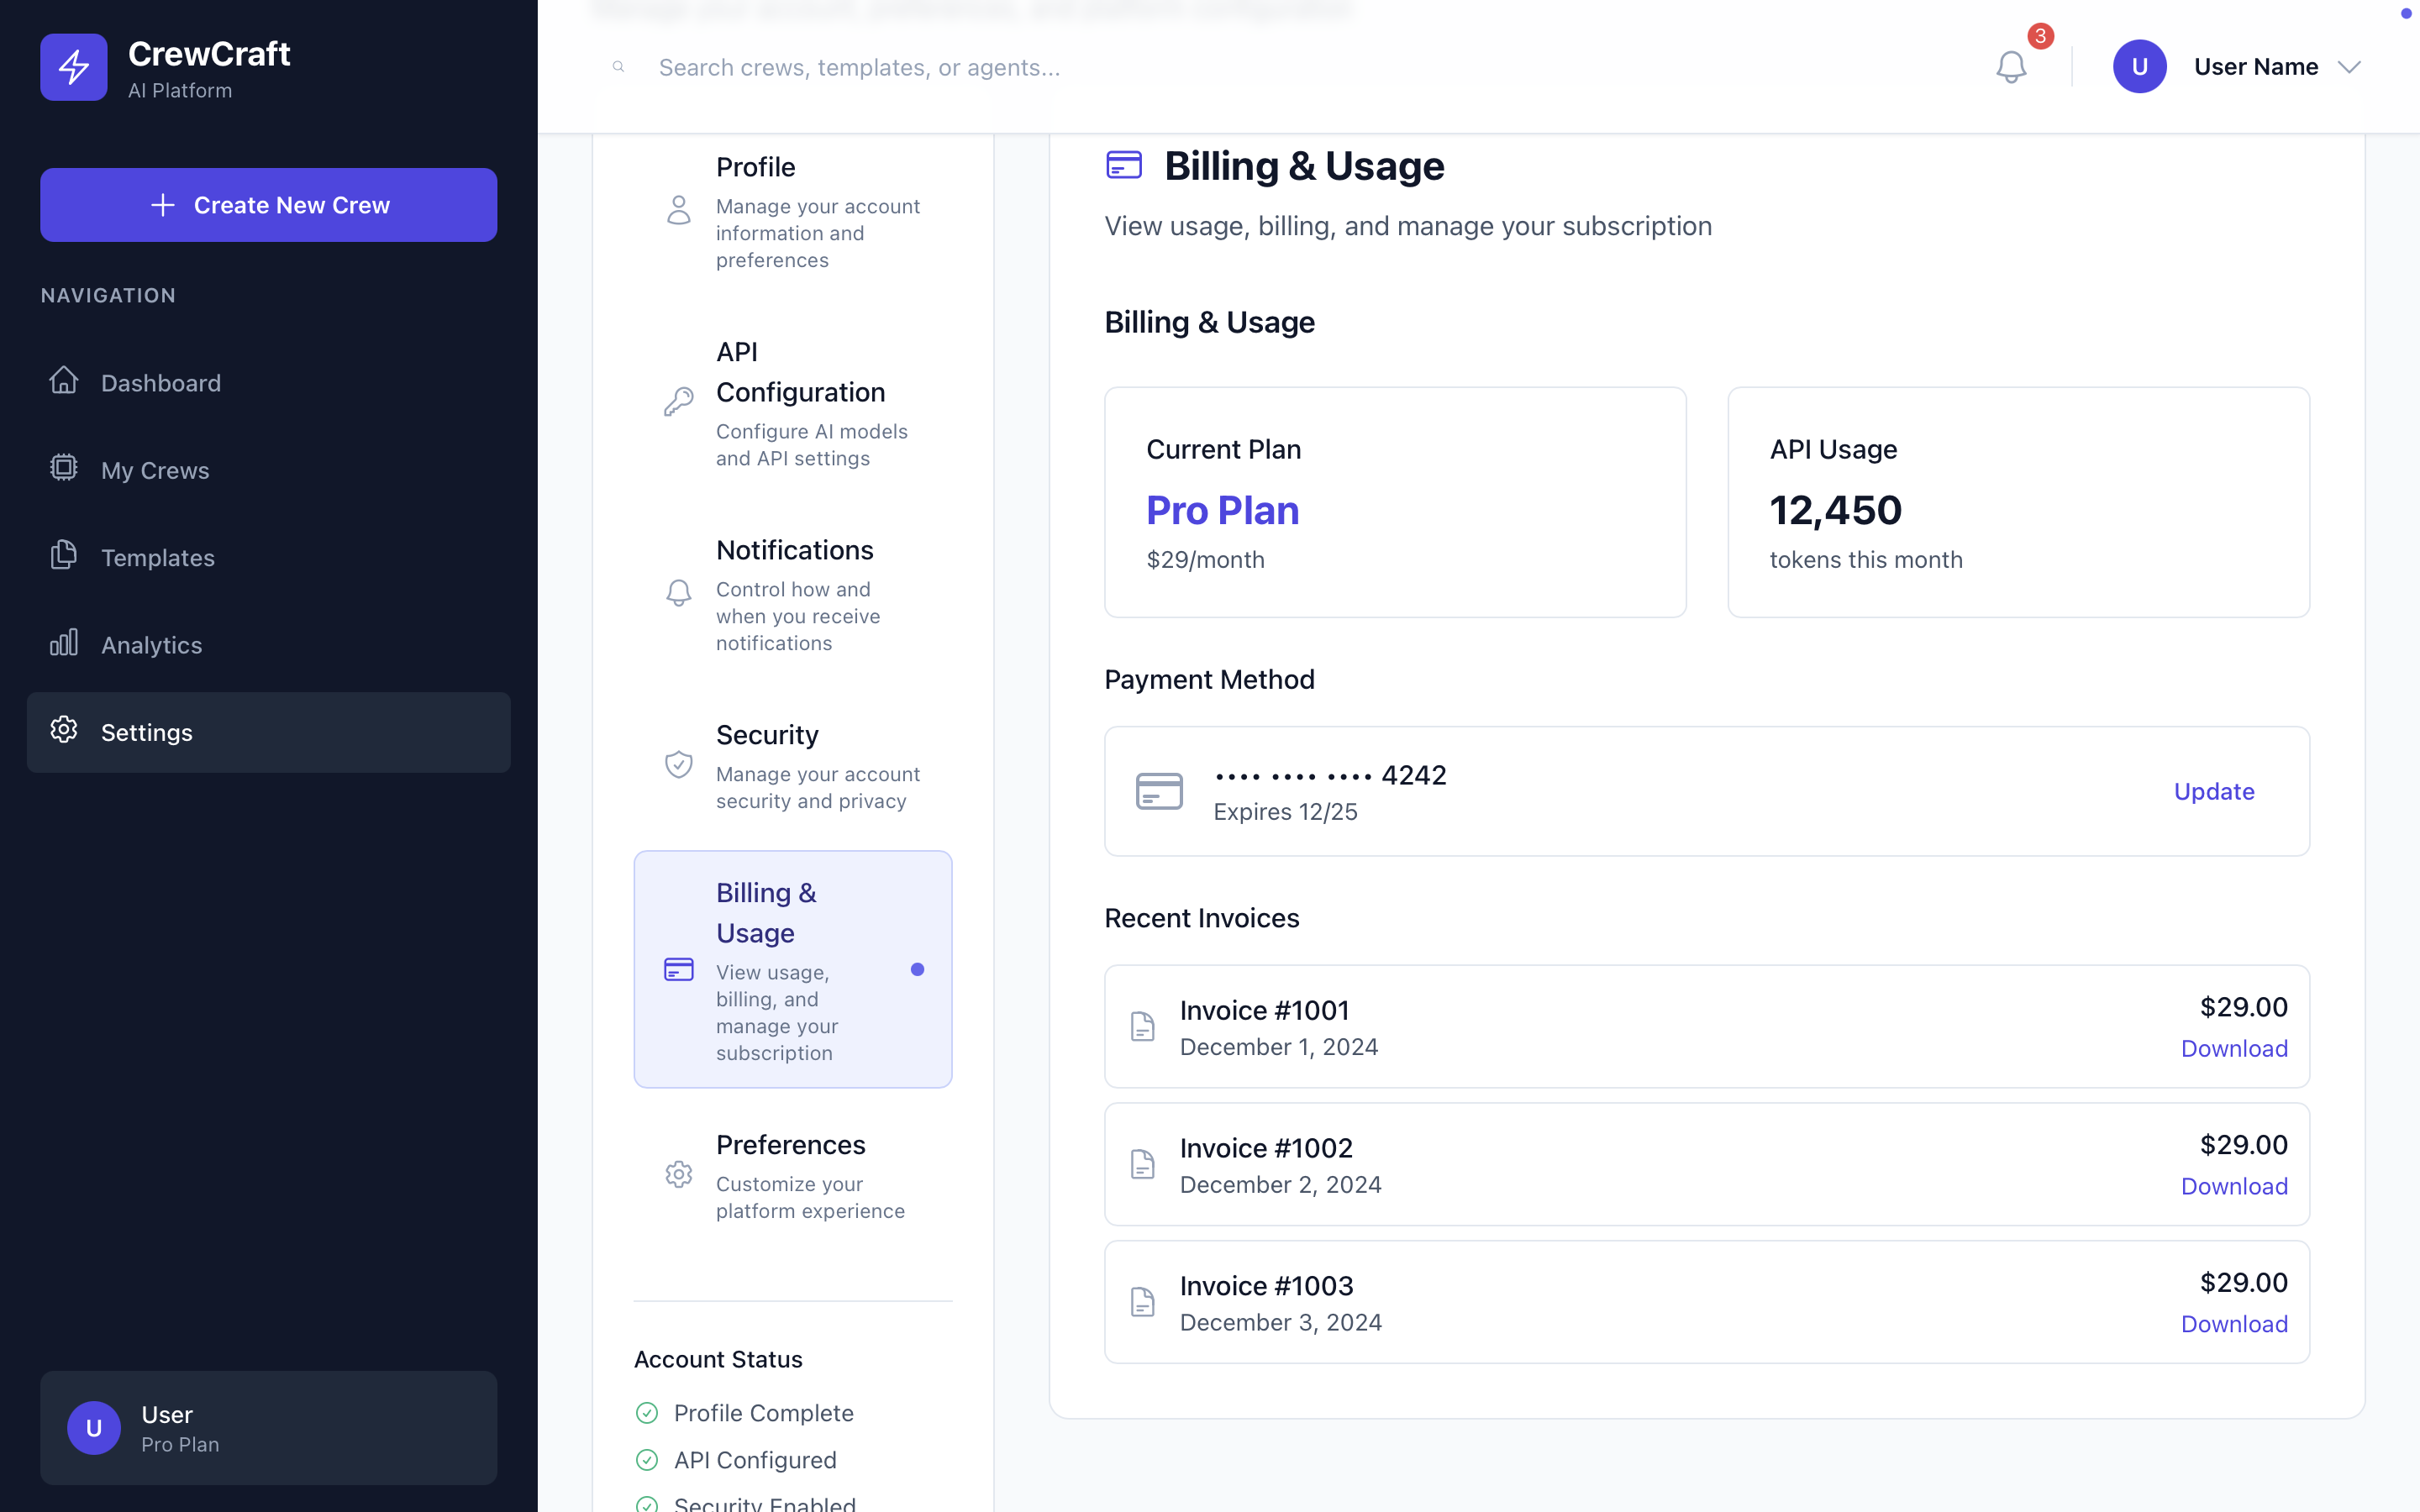 CrewCraft
AI Platform
Create New Crew
NAVIGATION
Dashboard
My Crews
Templates
Analytics
Settings
U
User
Pro Plan
Search crews, templates, or agents...
3
U
User Name
Profile
Manage your account
information and
preferences
API
Configuration
Configure AI models
and API settings
Notifications
Control how and
when you receive
notifications
Security
Manage your account
security and privacy
Billing &
Usage
View usage,
billing, and
manage your
subscription
Preferences
Customize your
platform experience
Account Status
Profile Complete
API Configured
Security Enabled
Billing & Usage
View usage, billing, and manage your subscription
Billing & Usage
Current Plan
Pro Plan
$29/month
API Usage
12,450
tokens this month
Payment Method
•••• •••• •••• 4242
Expires 12/25
Update
Recent Invoices
Invoice #1001
December 1, 2024
$29.00
Download
Invoice #1002
December 2, 2024
$29.00
Download
Invoice #1003
December 3, 2024
$29.00
Download